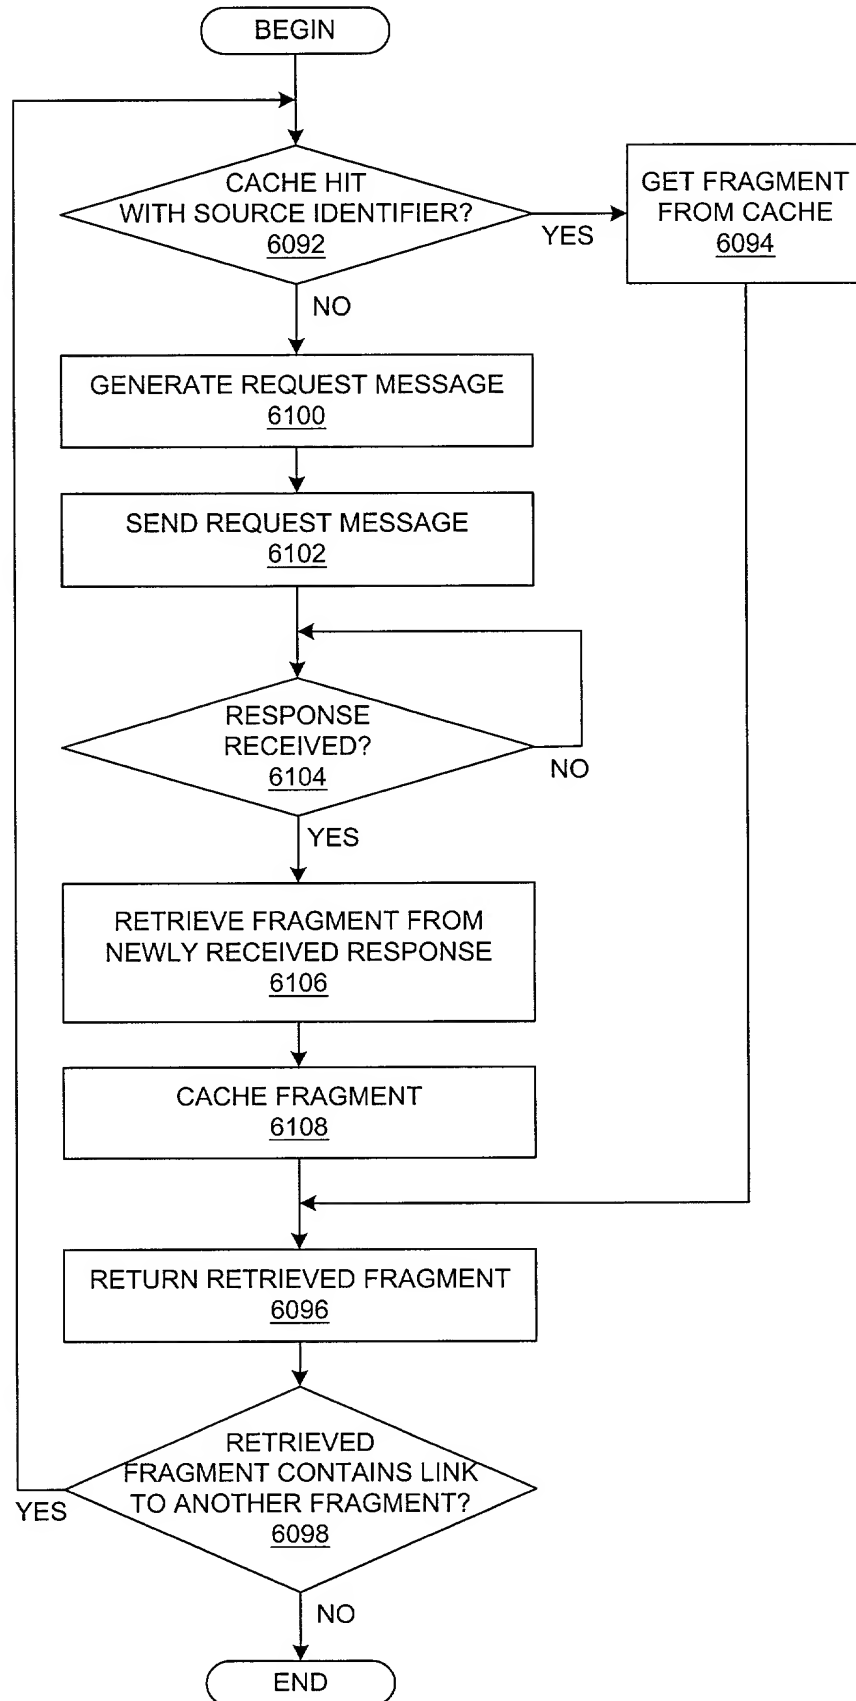 BEGIN
CACHE HIT
WITH SOURCE IDENTIFIER?
6092
YES
GET FRAGMENT
FROM CACHE
6094
NO
GENERATE REQUEST MESSAGE
6100
SEND REQUEST MESSAGE
6102
RESPONSE
RECEIVED?
6104
NO
YES
RETRIEVE FRAGMENT FROM
NEWLY RECEIVED RESPONSE
6106
CACHE FRAGMENT
6108
RETURN RETRIEVED FRAGMENT
6096
RETRIEVED
FRAGMENT CONTAINS LINK
TO ANOTHER FRAGMENT?
6098
YES
NO
END